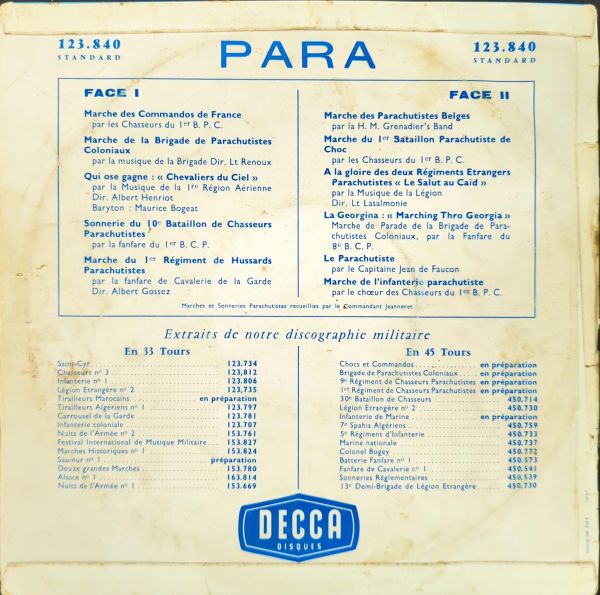 123.840
STANDARD
PARA
123.840
STANDARD
FACE I
Marche des Commandos de France
par les Chasseurs du 1er B. P. C.
Marche de la Brigade de Parachutistes
Coloniaux
par la musique de la Brigade Dir. Lt Renoux
Qui ose gagne : « Chevaliers du Ciel »
par la Musique de la 1re Région Aérienne
Dir. Albert Henriot
Baryton : Maurice Bogeat
Sonnerie du 10e Bataillon de Chasseurs
Parachutistes
par la fanfare du 1er B. C. P.
Marche du 1er Régiment de Hussards
Parachutistes
par la fanfare de Cavalerie de la Garde
Dir. Albert Gossez
FACE II
Marche des Parachutistes Belges
par la H. M. Grenadier's Band
Marche du 1er Bataillon Parachutiste de
Choc
par les Chasseurs du 1er B. P. C.
A la gloire des deux Régiments Etrangers
Parachutistes « Le Salut au Caïd »
par la Musique de la Légion
Dir. Lt Lasalmonie
La Georgina : « Marching Thro Georgia »
Marche de Parade de la Brigade de Para-
chutistes Coloniaux, par la Fanfare du
8e B. C. P.
Le Parachutiste
par le Capitaine Jean de Faucon
Marche de l'infanterie parachutiste
par le chœur des Chasseurs du 1er B. P. C.
Marches et Sonneries Parachutistes recueillies par le Commandant Jeanneret
Extraits de notre discographie militaire
En 33 Tours
Saint-Cyr 123.734
Chasseurs no 3 123,812
Infanterie no 1 123.806
Légion Etrangère no 2 123,735
Tirailleurs Marocains en préparation
Tirailleurs Algériens no 1 123.797
Carrousel de la Garde 123.781
Infanterie coloniale 123.707
Nuits de l'Armée no 2 153.761
Festival International de Musique Militaire 153.827
Marches Historiques no 1 153.824
Saumur no 1 préparation
Douze grandes Marches 153.780
Alsace no 1 163.814
Nuits de l'Armée no 1 153.669
En 45 Tours
Chocs et Commandos en préparation
Brigade de Parachutistes Coloniaux en préparation
9e Régiment de Chasseurs Parachutistes en préparation
1er Régiment de Chasseurs Parachutistes en préparation
30e Bataillon de Chasseurs 450.714
Légion Etrangère no 2 450.730
Infanterie de Marine en préparation
7e Spahis Algériens 450.759
5e Régiment d'Infanterie 450.733
Marine nationale 450.737
Colonel Bogey 450.772
Batterie Fanfare no 1 450.573
Fanfare de Cavalerie no 1 450.541
Sonneries Réglementaires 450.539
13e Demi-Brigade de Légion Etrangère 450.730
DECCA
DISQUES